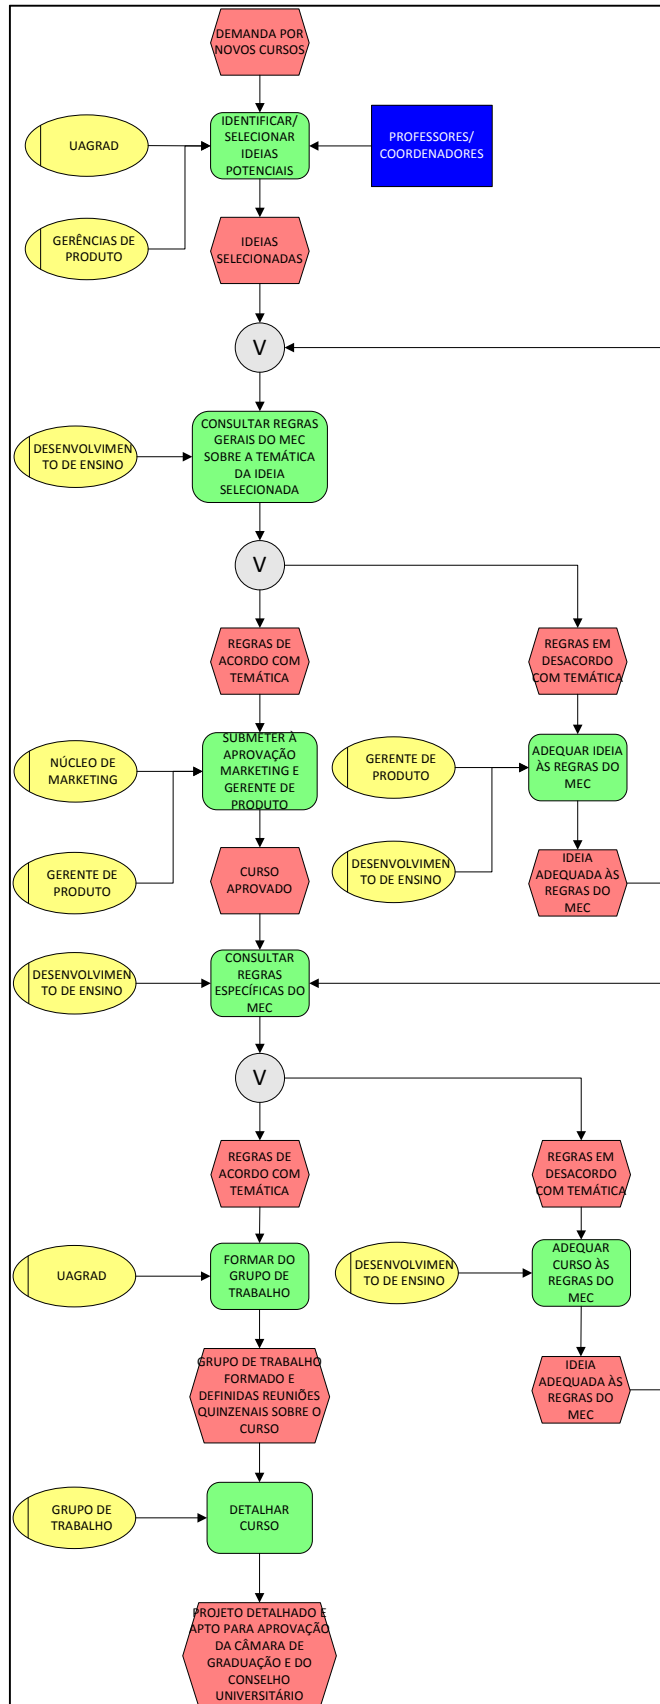 DEMANDA POR
NOVOS CURSOS
IDENTIFICAR/
SELECIONAR
IDEIAS
POTENCIAIS
UAGRAD
PROFESSORES/
COORDENADORES
GERÊNCIAS DE
PRODUTO
IDEIAS
SELECIONADAS
V
CONSULTAR REGRAS
GERAIS DO MEC
SOBRE A TEMÁTICA
DA IDEIA
SELECIONADA
DESENVOLVIMEN
TO DE ENSINO
V
REGRAS DE
ACORDO COM
TEMÁTICA
REGRAS EM
DESACORDO
COM TEMÁTICA
NÚCLEO DE
MARKETING
SUBMETER À
APROVAÇÃO
MARKETING E
GERENTE DE
PRODUTO
GERENTE DE
PRODUTO
ADEQUAR IDEIA
ÀS REGRAS DO
MEC
GERENTE DE
PRODUTO
CURSO
APROVADO
DESENVOLVIMEN
TO DE ENSINO
IDEIA
ADEQUADA ÀS
REGRAS DO
MEC
DESENVOLVIMEN
TO DE ENSINO
CONSULTAR
REGRAS
ESPECÍFICAS DO
MEC
V
REGRAS DE
ACORDO COM
TEMÁTICA
REGRAS EM
DESACORDO
COM TEMÁTICA
UAGRAD
FORMAR DO
GRUPO DE
TRABALHO
DESENVOLVIMEN
TO DE ENSINO
ADEQUAR
CURSO ÀS
REGRAS DO
MEC
GRUPO DE TRABALHO
FORMADO E
DEFINIDAS REUNIÕES
QUINZENAIS SOBRE O
CURSO
IDEIA
ADEQUADA ÀS
REGRAS DO
MEC
GRUPO DE
TRABALHO
DETALHAR
CURSO
PROJETO DETALHADO E
APTO PARA APROVAÇÃO
DA CÂMARA DE
GRADUAÇÃO E DO
CONSELHO
UNIVERSITÁRIO